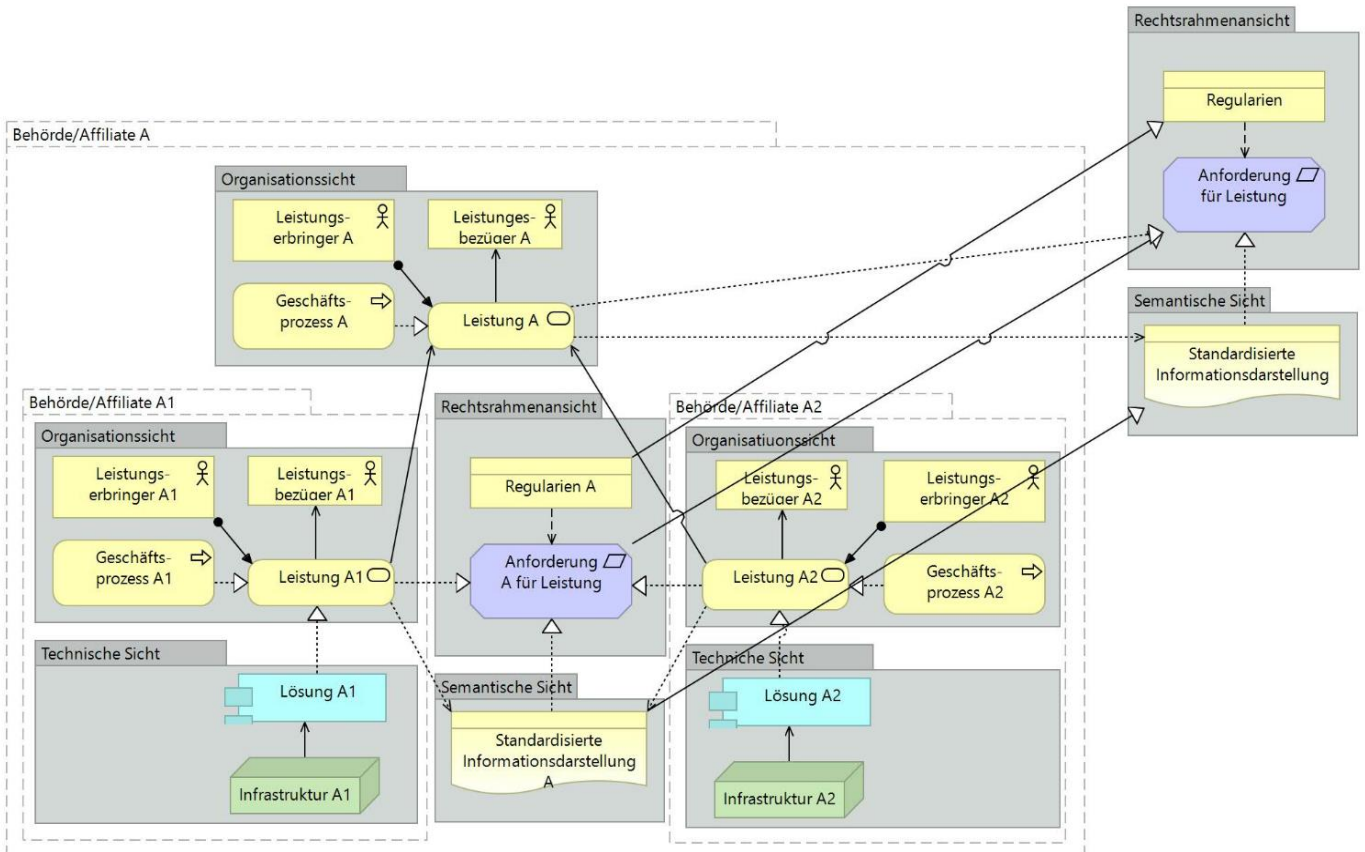 Rechtsrahmenansicht
Regularien
Anforderung
für Leistung
Semantische Sicht
Standardisierte
Informationsdarstellung
Behörde/Affiliate A
Organisationssicht
Leistungs-
erbringer A
Leistunges-
bezüger A
Geschäfts-
prozess A
Leistung A
Behörde/Affiliate A1
Organisationssicht
Leistungs-
erbringer A1
Leistungs-
bezüger A1
Geschäfts-
prozess A1
Leistung A1
Technische Sicht
Lösung A1
Infrastruktur A1
Rechtsrahmenansicht
Regularien A
Anforderung
A für Leistung
Semantische Sicht
Standardisierte
Informationsdarstellung
A
Behörde/Affiliate A2
Organisatiuonssicht
Leistungs-
bezüger A2
Leistungs-
erbringer A2
Leistung A2
Geschäfts-
prozess A2
Techniche Sicht
Lösung A2
Infrastruktur A2